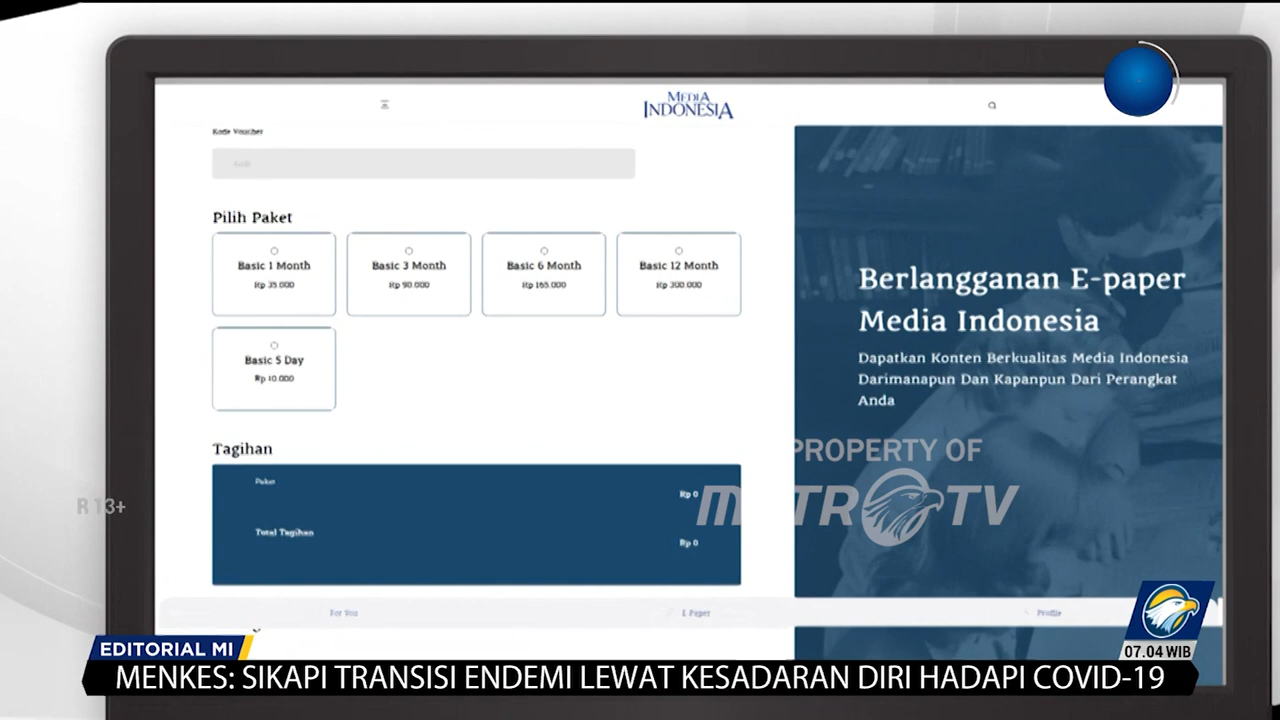 MEDIA
INDONESIA
Kode Voucher
Kode
Pilih Paket
Basic 1 Month
Rp 35.000
Basic 3 Month
Rp 90.000
Basic 6 Month
Rp 165.000
Basic 12 Month
Rp 300.000
Basic 5 Day
Rp 10.000
Berlangganan E-paper
Media Indonesia
Dapatkan Konten Berkualitas Media Indonesia
Darimanapun Dan Kapanpun Dari Perangkat
Anda
Tagihan
Paket
Rp 0
Total Tagihan
Rp 0
PROPERTY OF
METRO TV
R 13+
For You
E Paper
Profile
EDITORIAL MI
07.04 WIB
MENKES: SIKAPI TRANSISI ENDEMI LEWAT KESADARAN DIRI HADAPI COVID-19